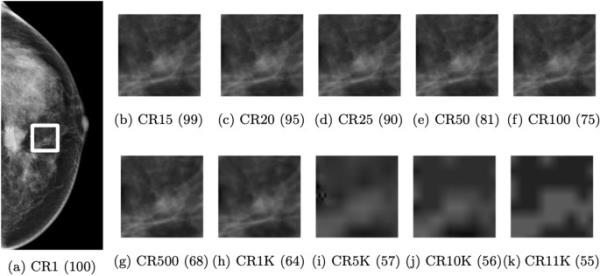 (b) CR15 (99) (c) CR20 (95) (d) CR25 (90) (e) CR50 (81) (f) CR100 (75)
(a) CR1 (100) (g) CR500 (68) (h) CR1K (64) (i) CR5K (57) (j) CR10K (56) (k) CR11K (55)